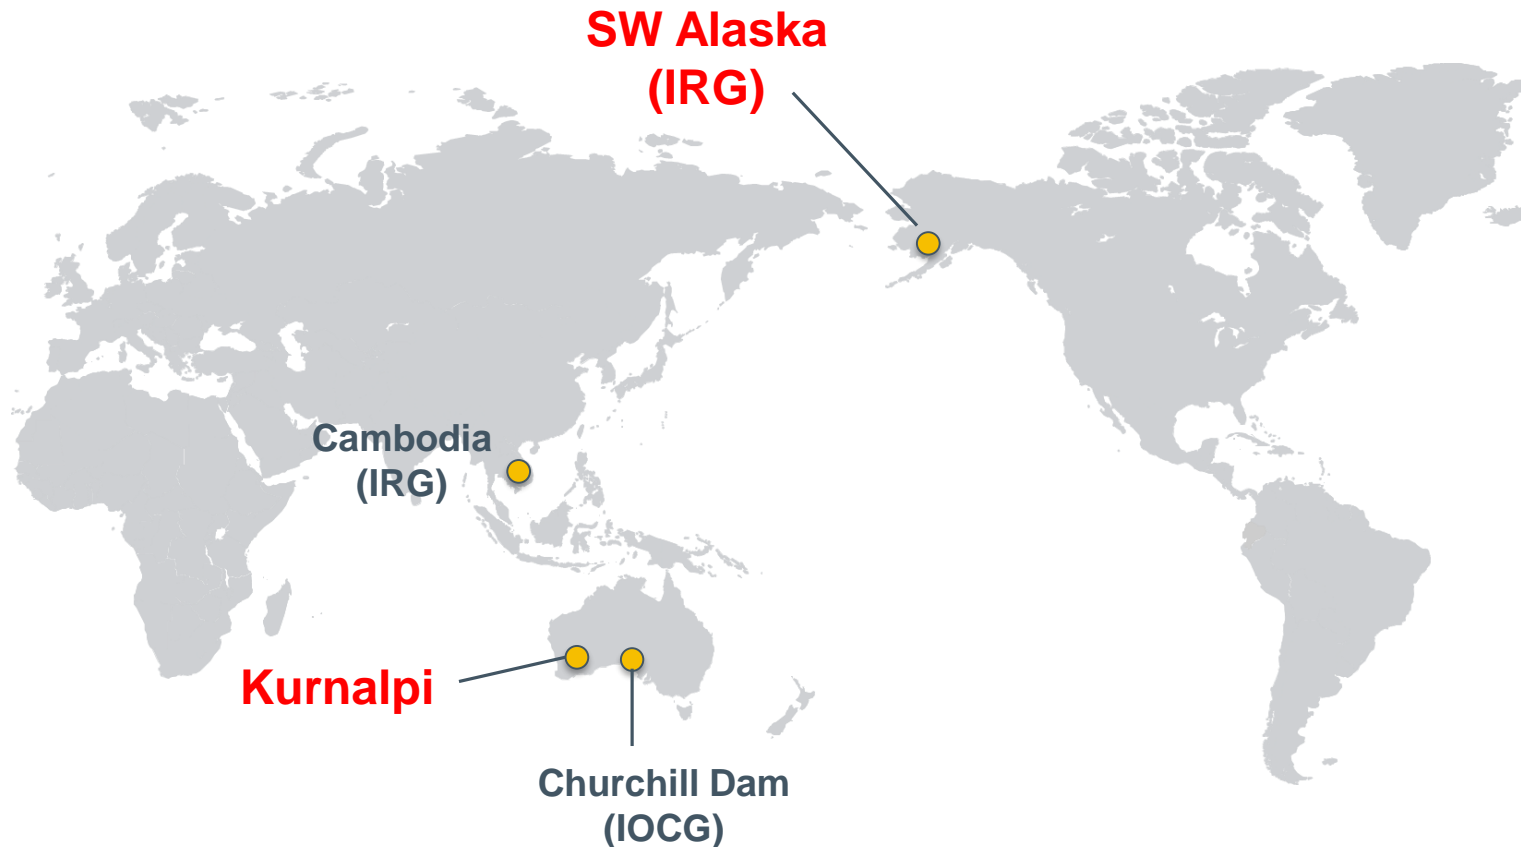 SW Alaska
(IRG)
Cambodia
(IRG)
Kurnalpi
Churchill Dam
(IOCG)